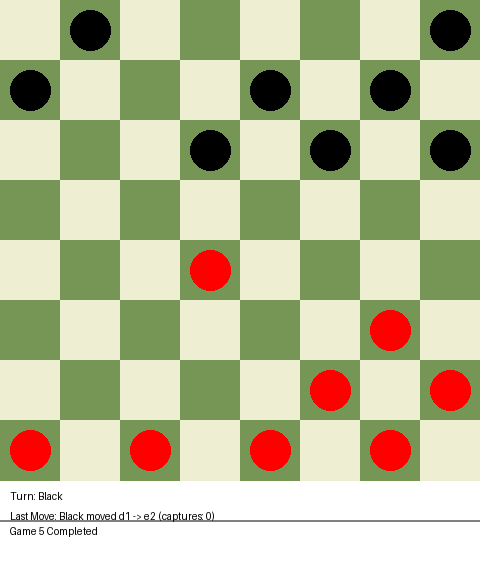 Turn: Black
Last Move: Black moved d1 -> e2 (captures: 0)
Game 5 Completed